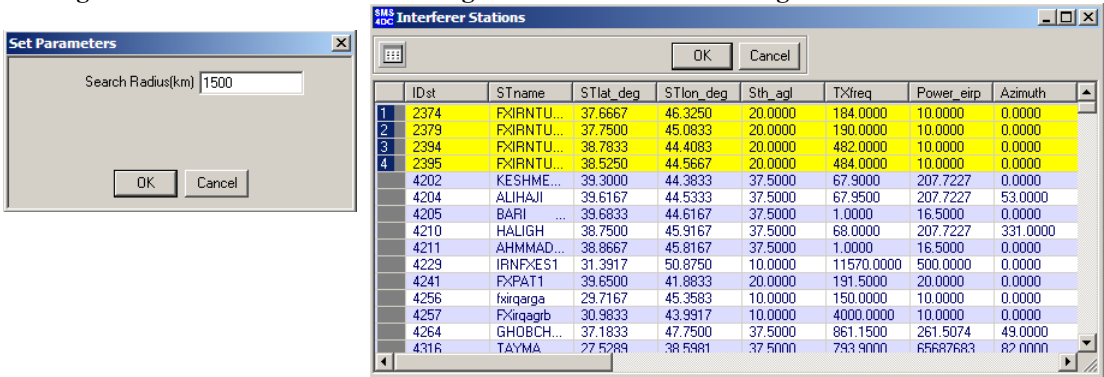 Set Parameters
Search Radius(km) 1500
OK Cancel
SMS 4DC Interferer Stations
OK Cancel
IDst STname STlat_deg STlon_deg Sth_agl TXfreq Power_eirp Azimuth
1 2374 FXIRNTU... 37.6667 46.3250 20.0000 184.0000 10.0000 0.0000
2 2379 FXIRNTU... 37.7500 45.0833 20.0000 190.0000 10.0000 0.0000
3 2394 FXIRNTU... 38.7833 44.4083 20.0000 482.0000 10.0000 0.0000
4 2395 FXIRNTU... 38.5250 44.5667 20.0000 484.0000 10.0000 0.0000
4202 KESHME... 39.3000 44.3833 37.5000 67.9000 207.7227 0.0000
4204 ALIHAJI 39.6167 44.5333 37.5000 67.9500 207.7227 53.0000
4205 BARI ... 39.6833 44.6167 37.5000 1.0000 16.5000 0.0000
4210 HALIGH 38.7500 45.9167 37.5000 68.0000 207.7227 331.0000
4211 AHMMAD... 38.8667 45.8167 37.5000 1.0000 16.5000 0.0000
4229 IRNFXES1 31.3917 50.8750 10.0000 11570.0000 500.0000 0.0000
4241 FXPAT1 39.6500 41.8833 20.0000 191.5000 20.0000 0.0000
4256 fxirqarga 29.7167 45.3583 10.0000 150.0000 10.0000 0.0000
4257 FXirqagrb 30.9833 43.9917 10.0000 4000.0000 10.0000 0.0000
4264 GHOBCH... 37.1833 47.7500 37.5000 861.1500 261.5074 49.0000
4316 TAYMA 27.5289 38.5981 37.5000 793.9000 65687683 82.0000